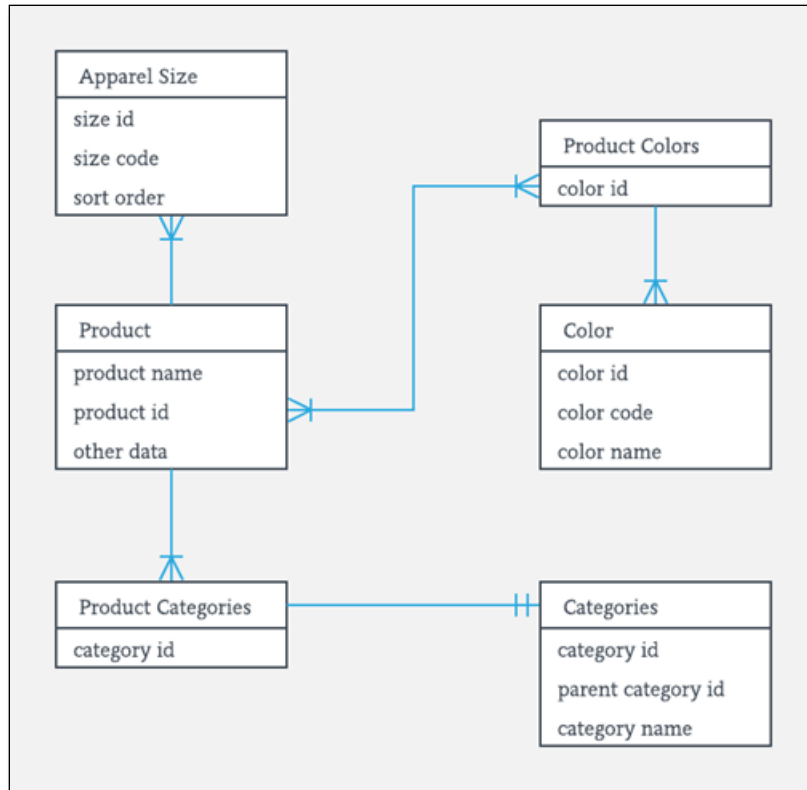 Apparel Size
size id
size code
sort order
Product Colors
color id
Product
product name
product id
other data
Color
color id
color code
color name
Product Categories
category id
Categories
category id
parent category id
category name